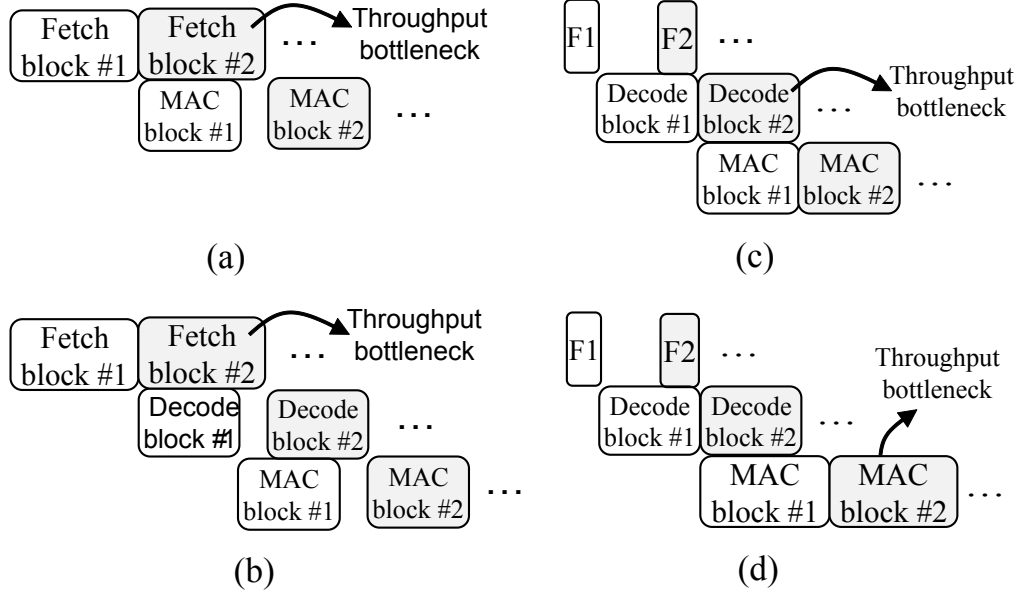 Fetch
block #1
Fetch
block #2
...
Throughput
bottleneck
MAC
block #1
MAC
block #2
...
(a)
F1
F2
...
Decode
block #1
Decode
block #2
...
Throughput
bottleneck
MAC
block #1
MAC
block #2
...
(c)
Fetch
block #1
Fetch
block #2
...
Throughput
bottleneck
Decode
block #1
Decode
block #2
...
MAC
block #1
MAC
block #2
...
(b)
F1
F2
...
Throughput
bottleneck
Decode
block #1
Decode
block #2
...
MAC
block #1
MAC
block #2
...
(d)